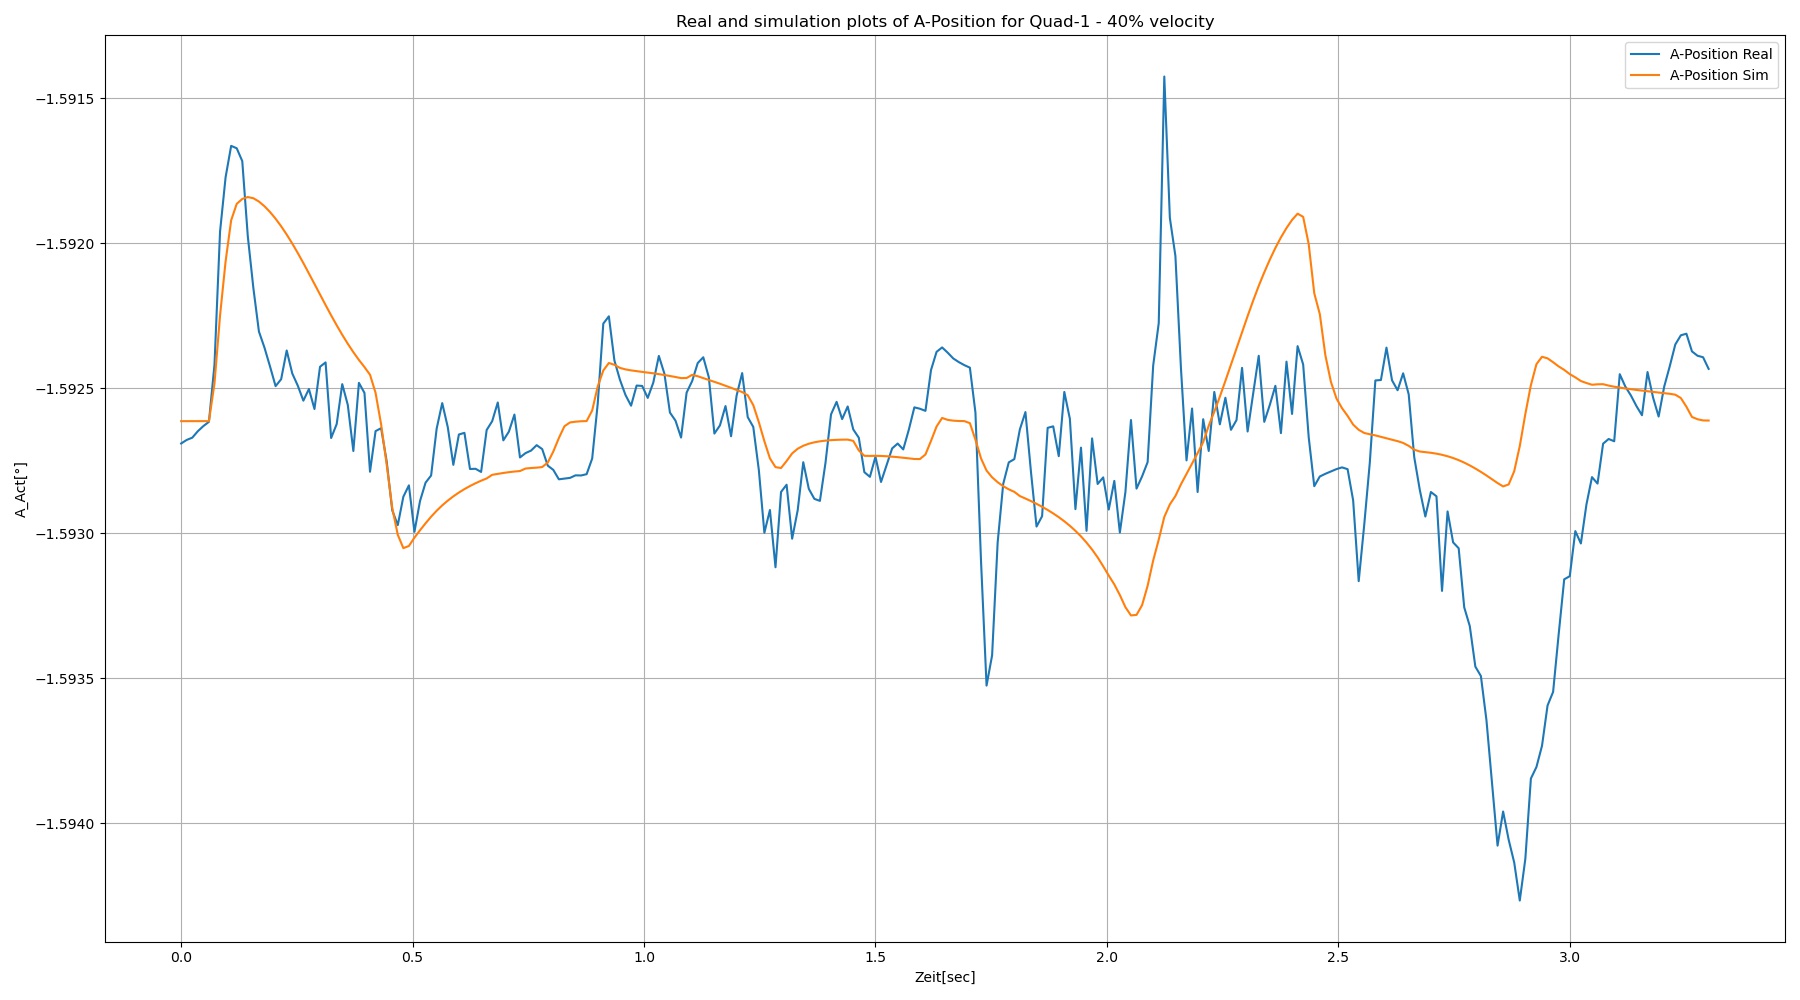 Real and simulation plots of A-Position for Quad-1 - 40% velocity
A-Position Real
A-Position Sim
−1.5915
−1.5920
−1.5925
−1.5930
−1.5935
−1.5940
A_Act[°]
0.0 0.5 1.0 1.5 2.0 2.5 3.0
Zeit[sec]